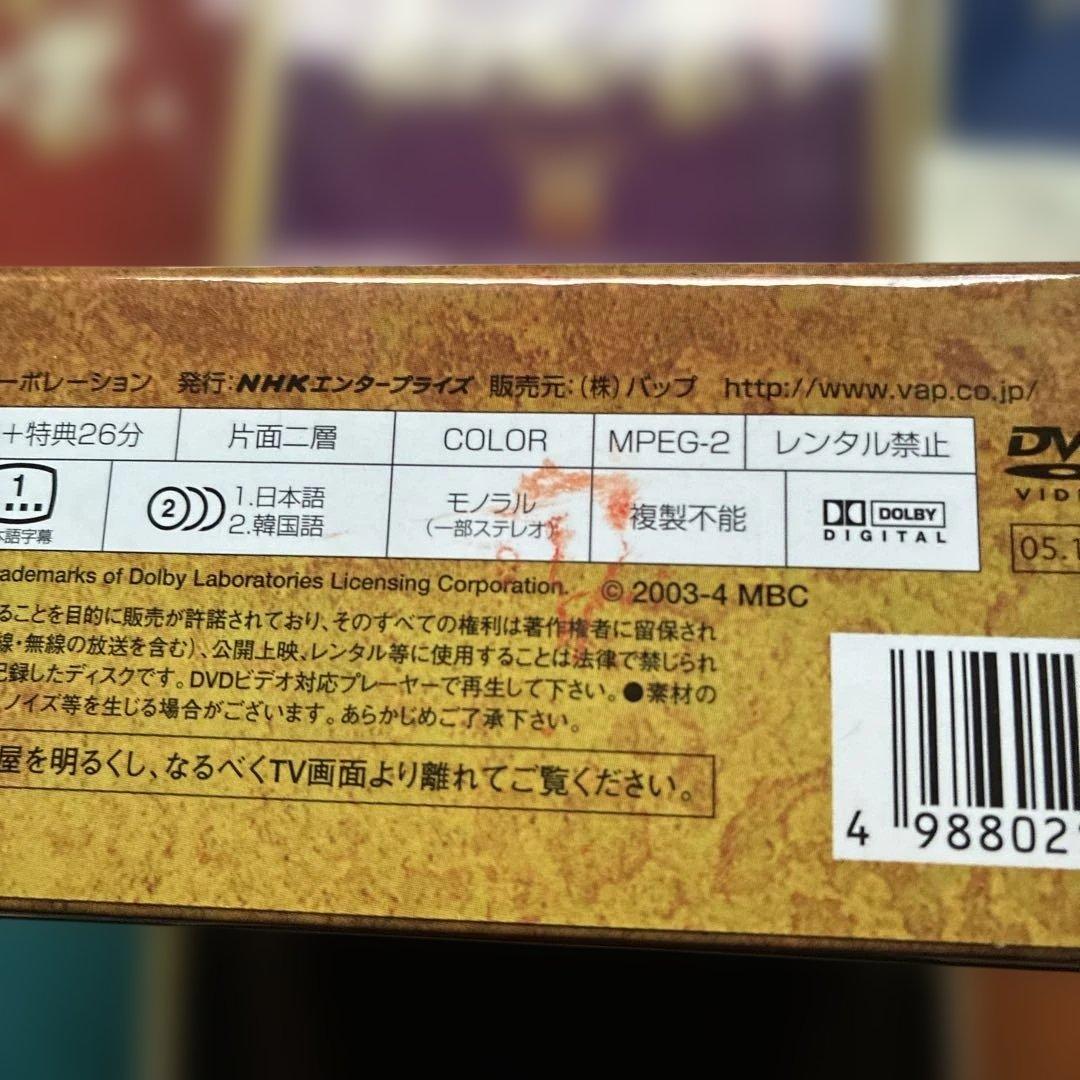 ーポレーション 発行:NHKエンタープライズ 販売元:(株)バップ http://www.vap.co.jp/
＋特典26分 片面二層 COLOR MPEG-2 レンタル禁止
1 本語字幕
2 1.日本語
2.韓国語
モノラル
(一部ステレオ)
複製不能
DOLBY
DIGITAL
DV
VIDE
05.1
rademarks of Dolby Laboratories Licensing Corporation. © 2003-4 MBC
ることを目的に販売が許諾されており、そのすべての権利は著作権者に留保され
線・無線の放送を含む)、公開上映、レンタル等に使用することは法律で禁じられ
記録したディスクです。DVDビデオ対応プレーヤーで再生して下さい。●素材の
ノイズ等を生じる場合がございます。あらかじめご了承下さい。
屋を明るくし、なるべくTV画面より離れてご覧ください。
4 988021